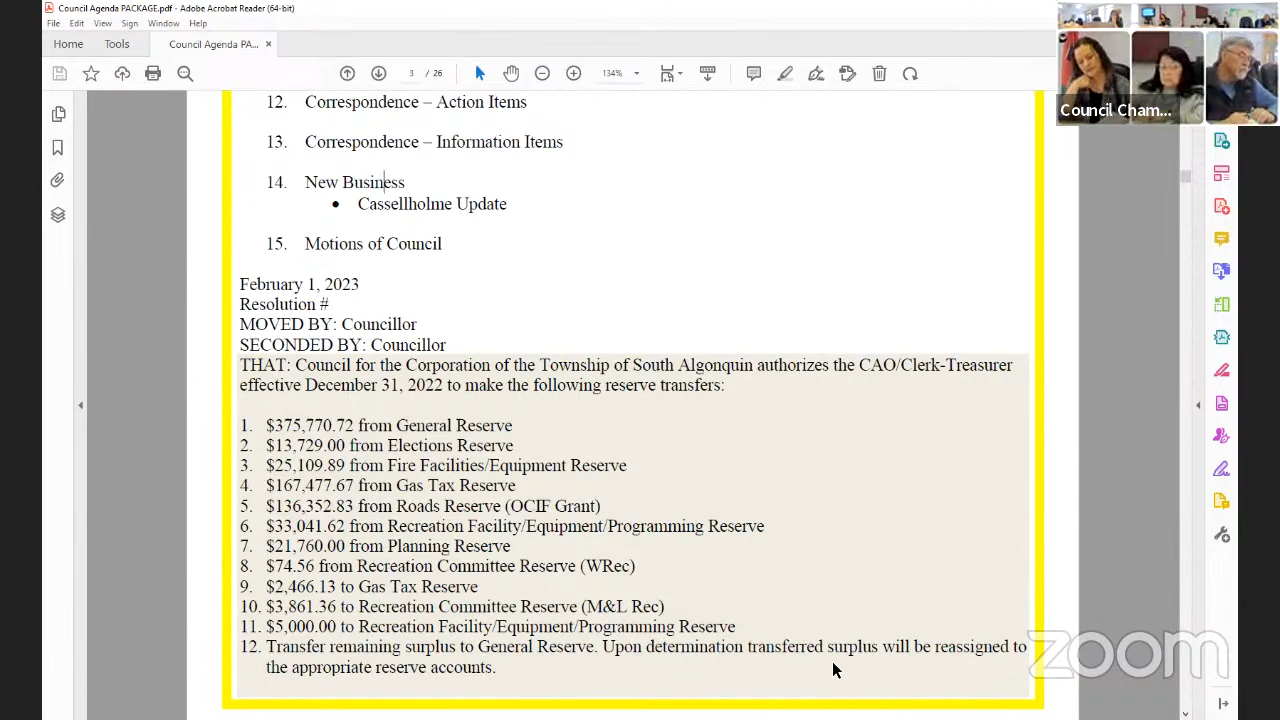 Council Agenda PACKAGE.pdf - Adobe Acrobat Reader (64-bit)
File Edit View Sign Window Help
Home Tools Council Agenda PA... ×
3 / 26 134%
12. Correspondence – Action Items
13. Correspondence – Information Items
14. New Business
• Cassellholme Update
15. Motions of Council
February 1, 2023
Resolution #
MOVED BY: Councillor
SECONDED BY: Councillor
THAT: Council for the Corporation of the Township of South Algonquin authorizes the CAO/Clerk-Treasurer
effective December 31, 2022 to make the following reserve transfers:
1. $375,770.72 from General Reserve
2. $13,729.00 from Elections Reserve
3. $25,109.89 from Fire Facilities/Equipment Reserve
4. $167,477.67 from Gas Tax Reserve
5. $136,352.83 from Roads Reserve (OCIF Grant)
6. $33,041.62 from Recreation Facility/Equipment/Programming Reserve
7. $21,760.00 from Planning Reserve
8. $74.56 from Recreation Committee Reserve (WRec)
9. $2,466.13 to Gas Tax Reserve
10. $3,861.36 to Recreation Committee Reserve (M&L Rec)
11. $5,000.00 to Recreation Facility/Equipment/Programming Reserve
12. Transfer remaining surplus to General Reserve. Upon determination transferred surplus will be reassigned to
the appropriate reserve accounts.
Council Cham...
zoom